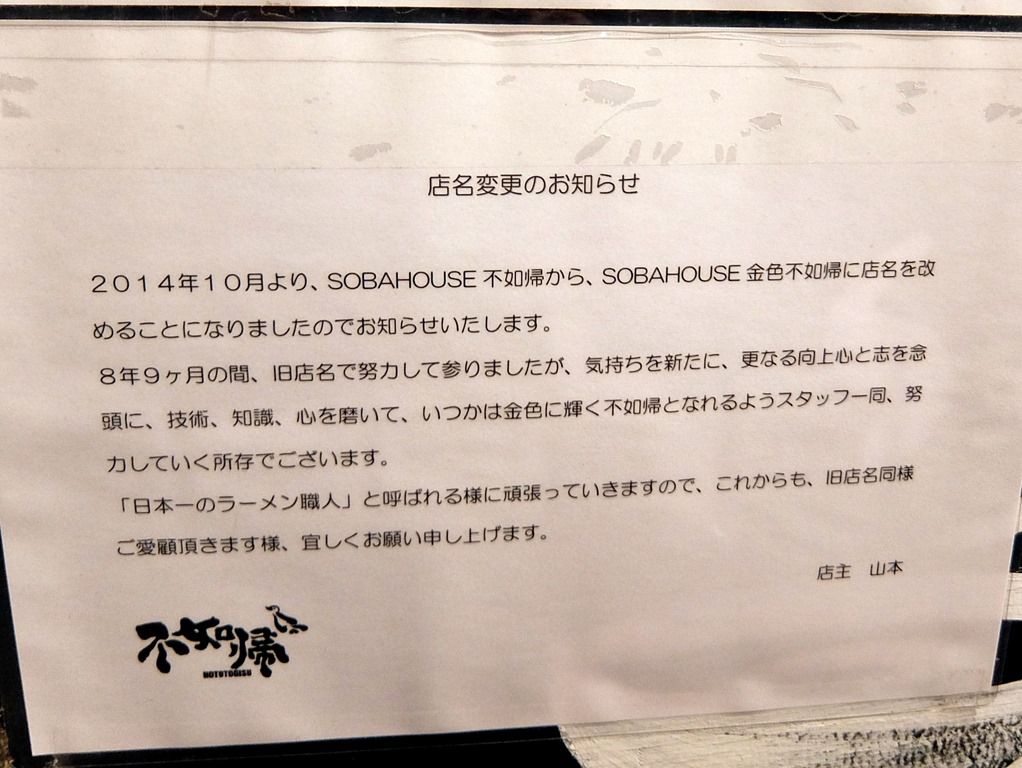 店名変更のお知らせ
２０１４年１０月より、SOBAHOUSE 不如帰から、SOBAHOUSE 金色不如帰に店名を改
めることになりましたのでお知らせいたします。
８年９ヶ月の間、旧店名で努力して参りましたが、気持ちを新たに、更なる向上心と志を念
頭に、技術、知識、心を磨いて、いつかは金色に輝く不如帰となれるようスタッフ一同、努
力していく所存でございます。
「日本一のラーメン職人」と呼ばれる様に頑張っていきますので、これからも、旧店名同様
ご愛顧頂きます様、宜しくお願い申し上げます。
店主　山本
不如帰
HOTOTOGISU